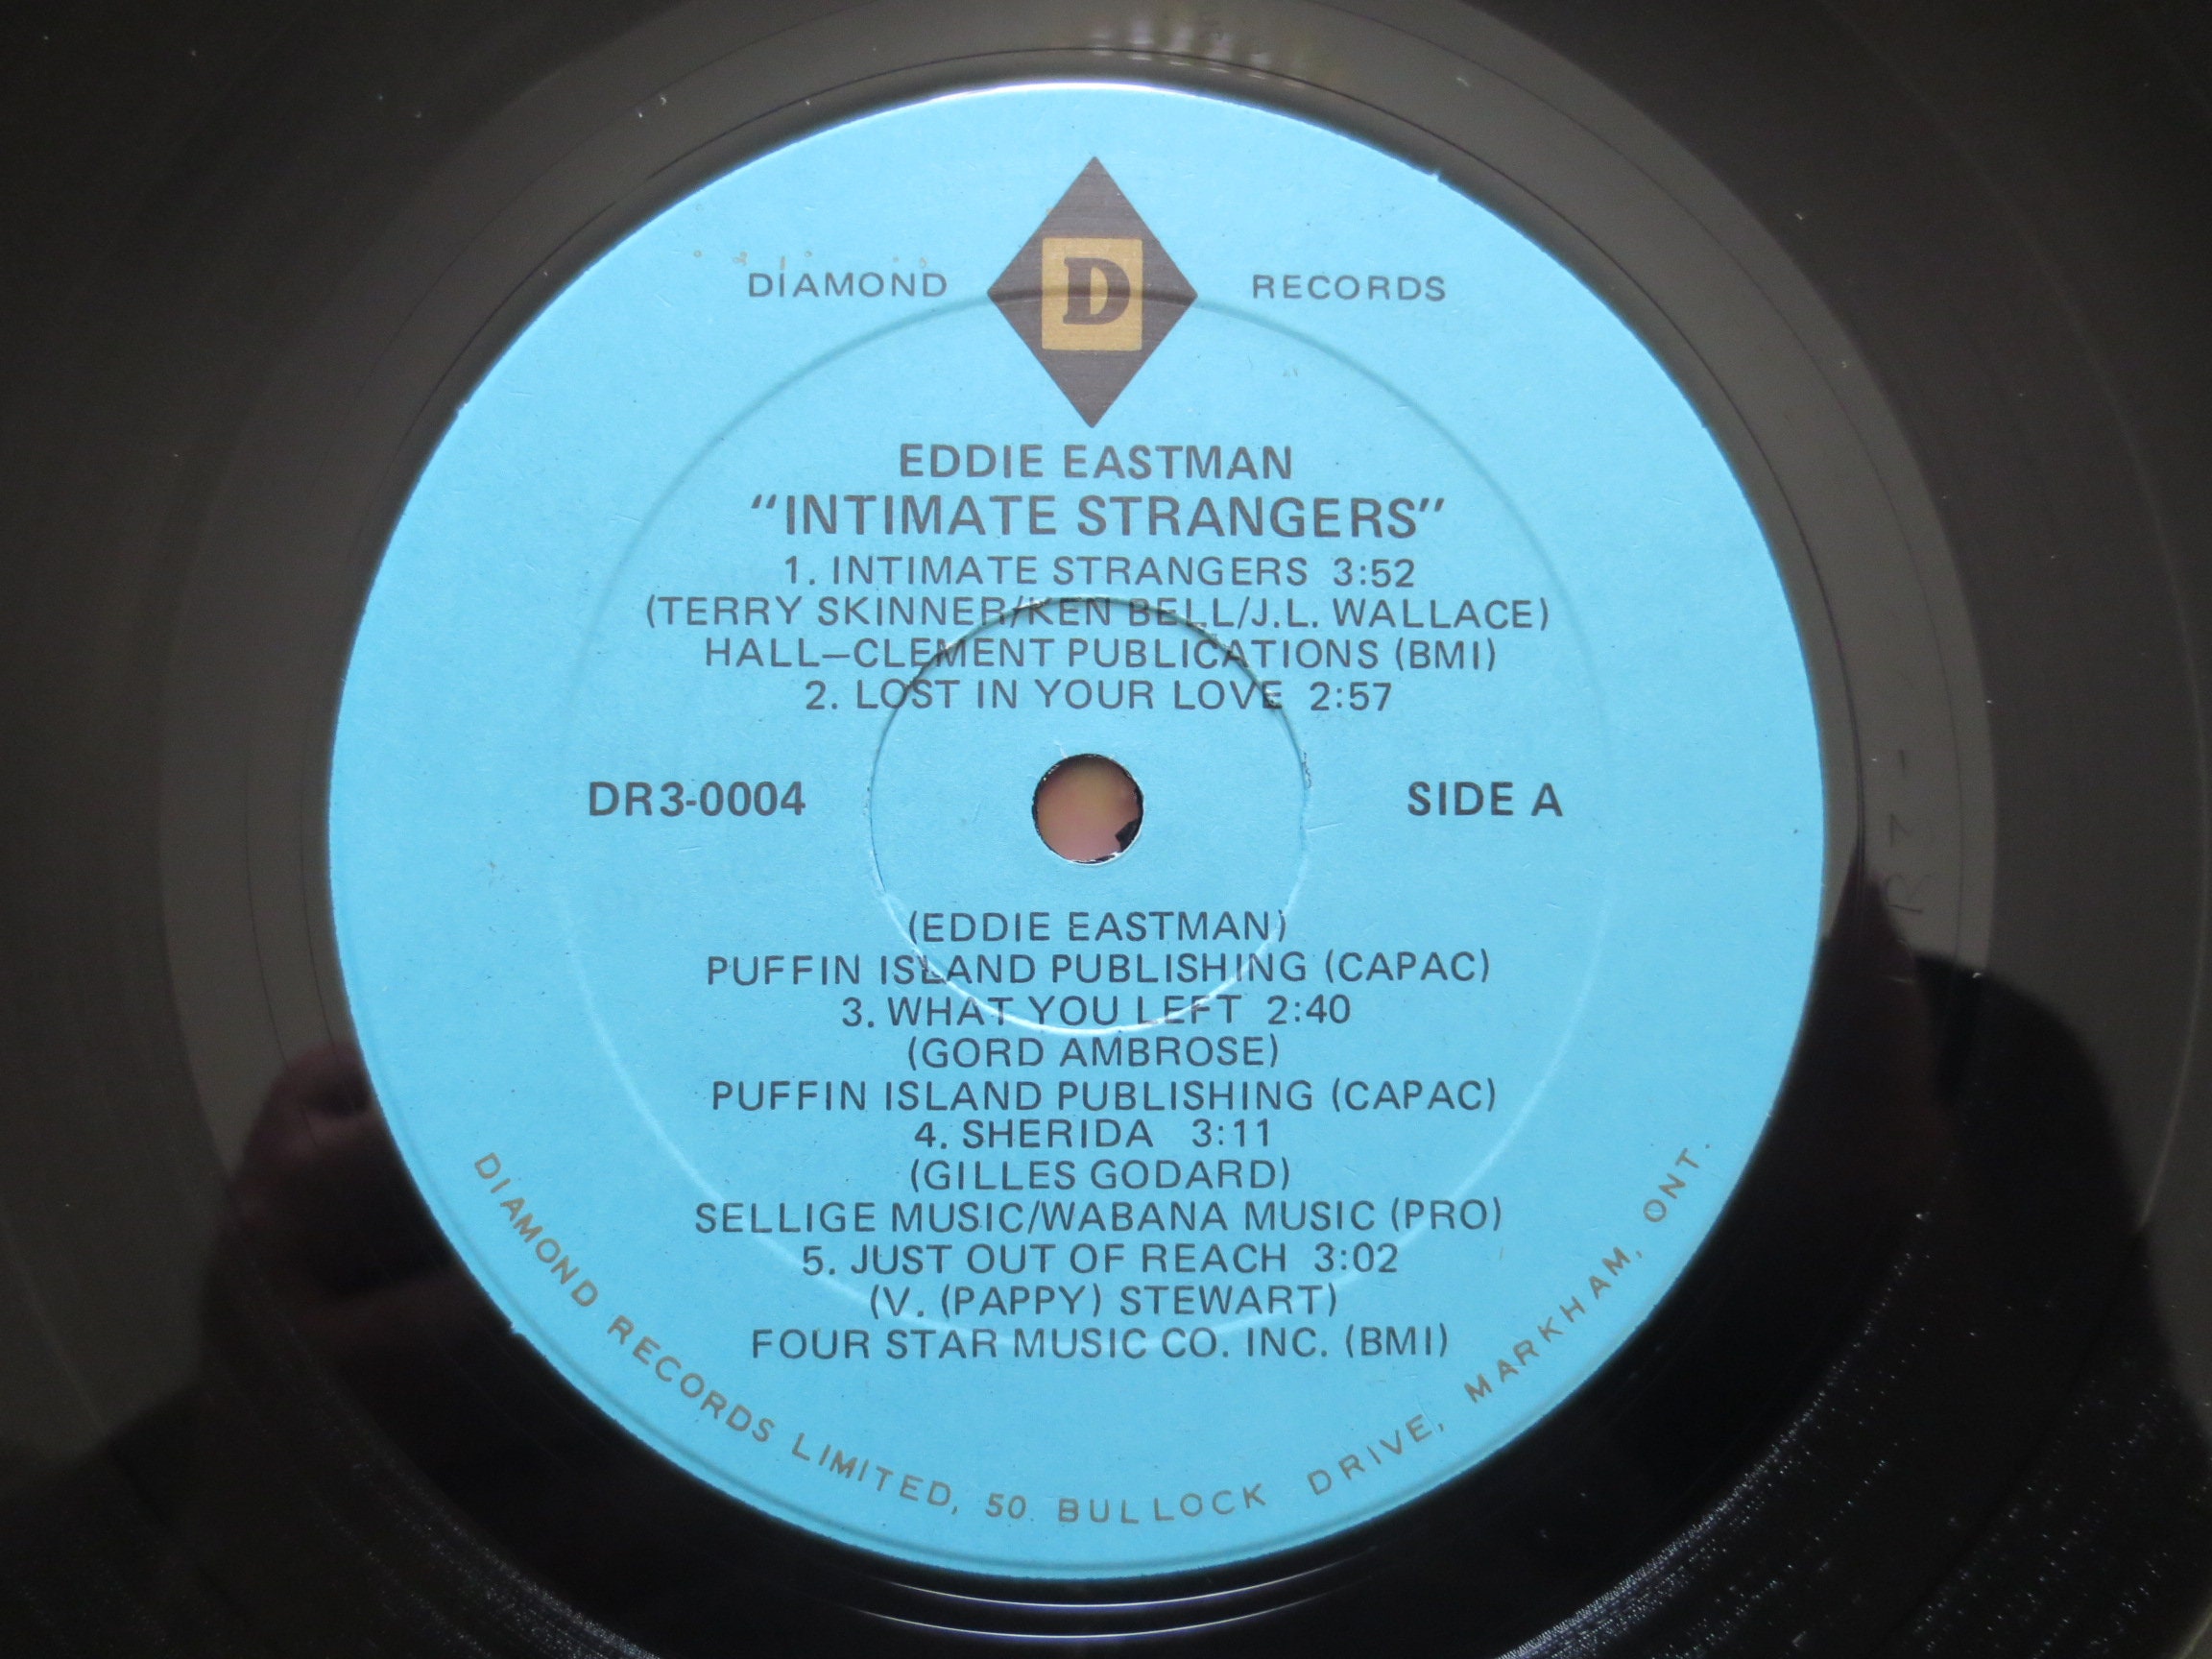 DIAMOND D RECORDS
EDDIE EASTMAN
"INTIMATE STRANGERS"
1. INTIMATE STRANGERS 3:52
(TERRY SKINNER/KEN BELL/J.L. WALLACE)
HALL–CLEMENT PUBLICATIONS (BMI)
2. LOST IN YOUR LOVE 2:57
DR3-0004 SIDE A
(EDDIE EASTMAN)
PUFFIN ISLAND PUBLISHING (CAPAC)
3. WHAT YOU LEFT 2:40
(GORD AMBROSE)
PUFFIN ISLAND PUBLISHING (CAPAC)
4. SHERIDA 3:11
(GILLES GODARD)
SELLIGE MUSIC/WABANA MUSIC (PRO)
5. JUST OUT OF REACH 3:02
(V. (PAPPY) STEWART)
FOUR STAR MUSIC CO. INC. (BMI)
DIAMOND RECORDS LIMITED, 50 BULLOCK DRIVE, MARKHAM, ONT.